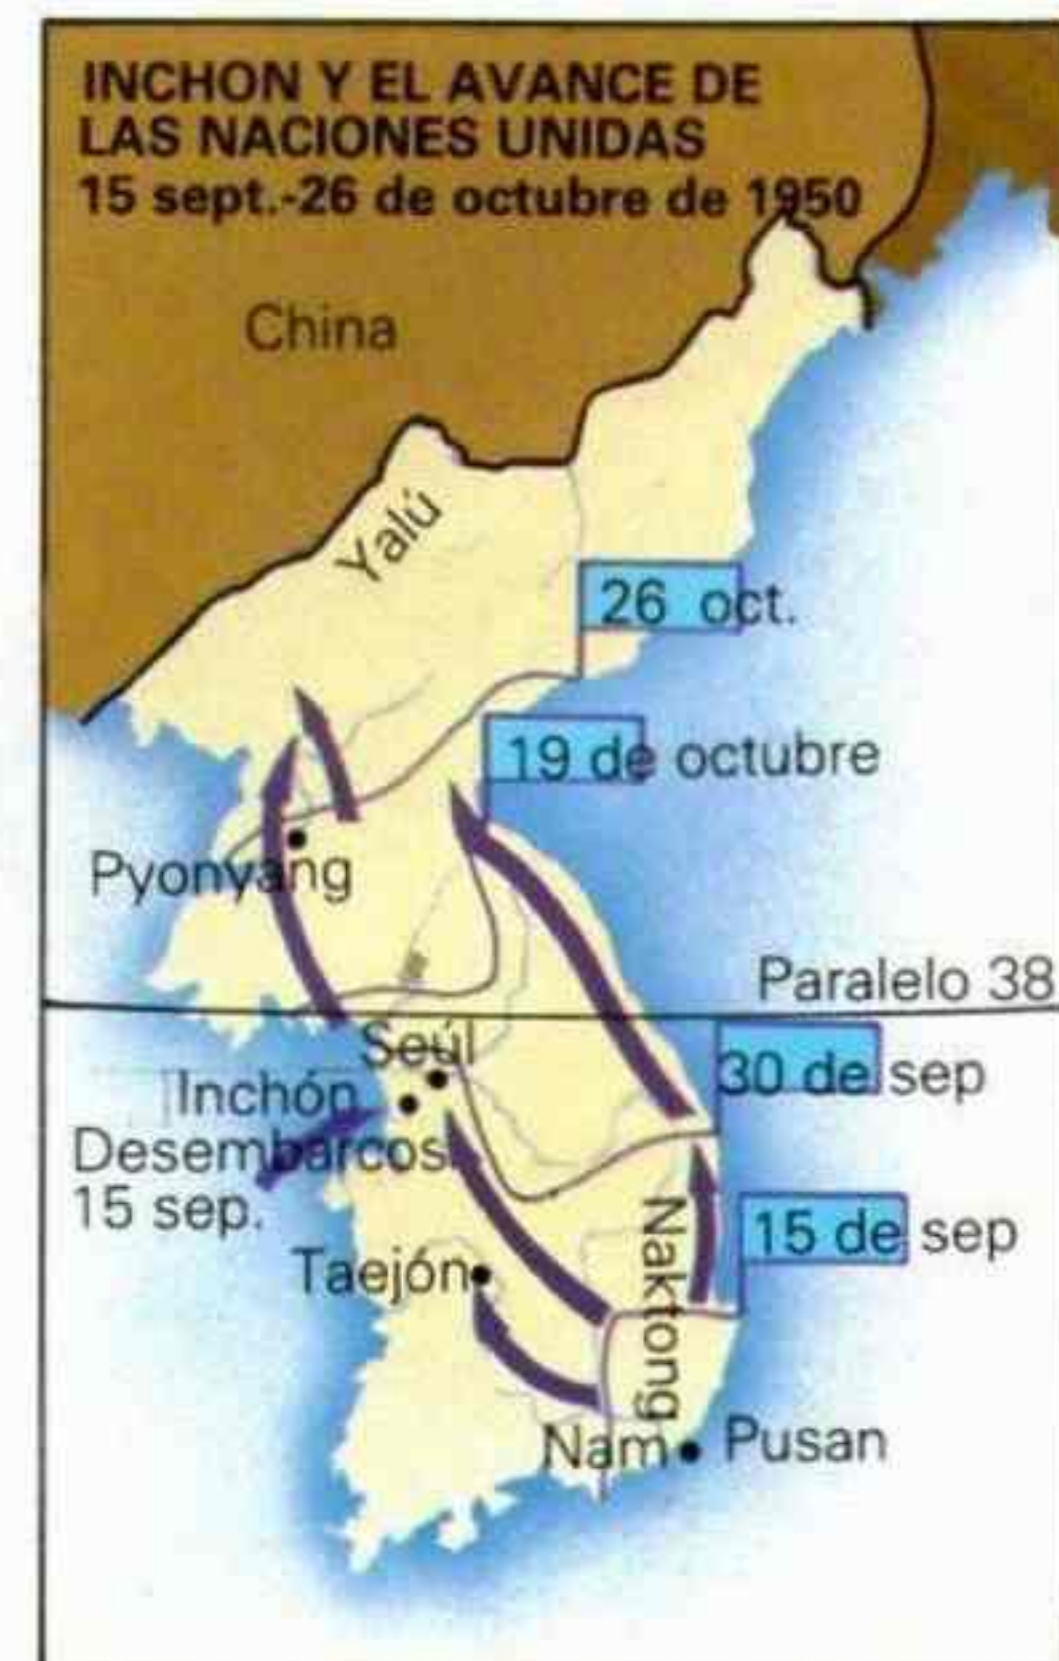 INCHON Y EL AVANCE DE
LAS NACIONES UNIDAS
15 sept.-26 de octubre de 1950
China
Yalú
26 oct.
19 de octubre
Pyonyang
Paralelo 38
Seúl
30 de sep
Inchón
Desembarcos
15 sep.
Naktong
15 de sep
Taejón
Nam
Pusan